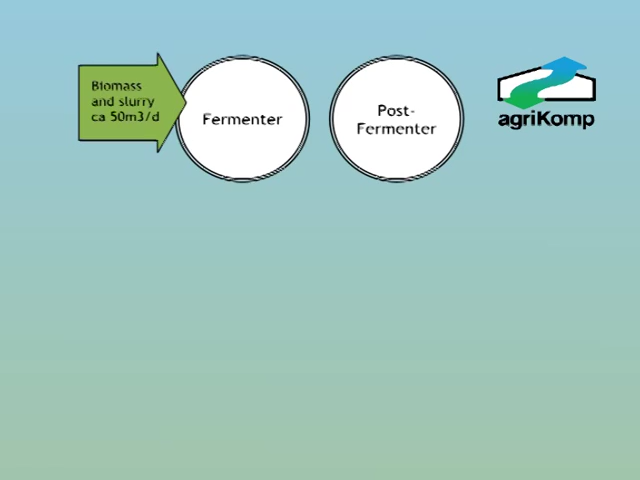 Biomass
and slurry
ca 50m3/d
Fermenter
Post-
Fermenter
agriKomp